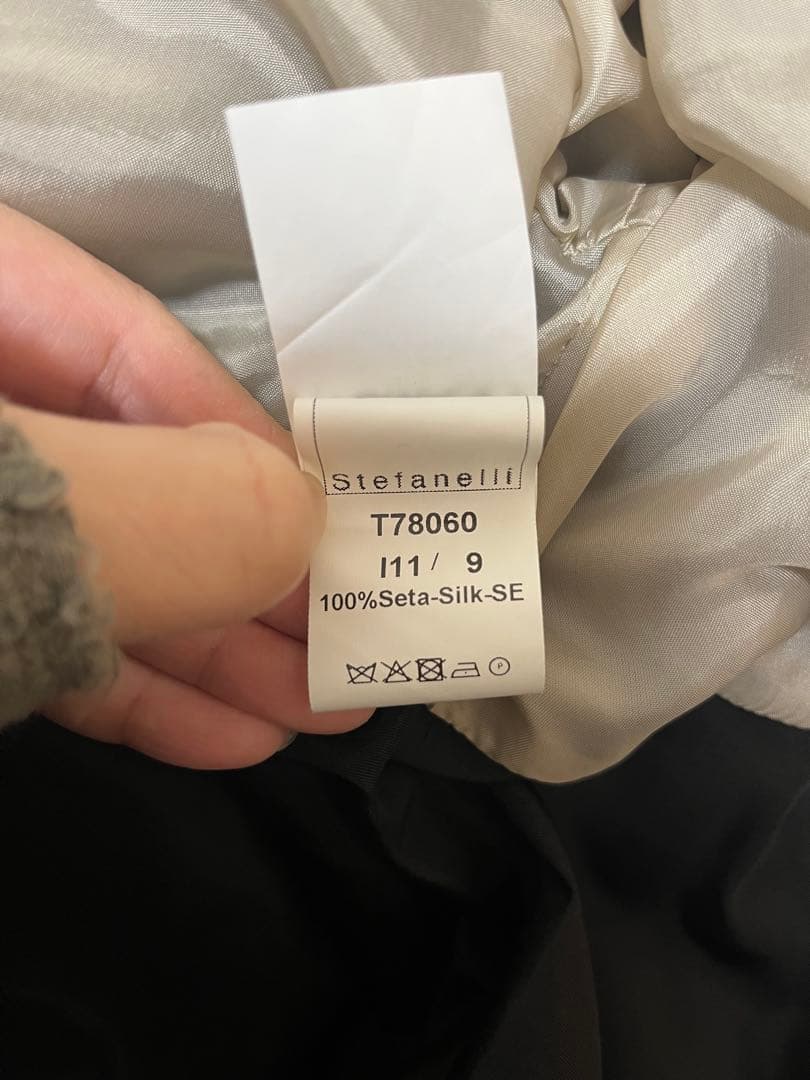 Stefanelli
T78060
I11 / 9
100%Seta-Silk-SE
P